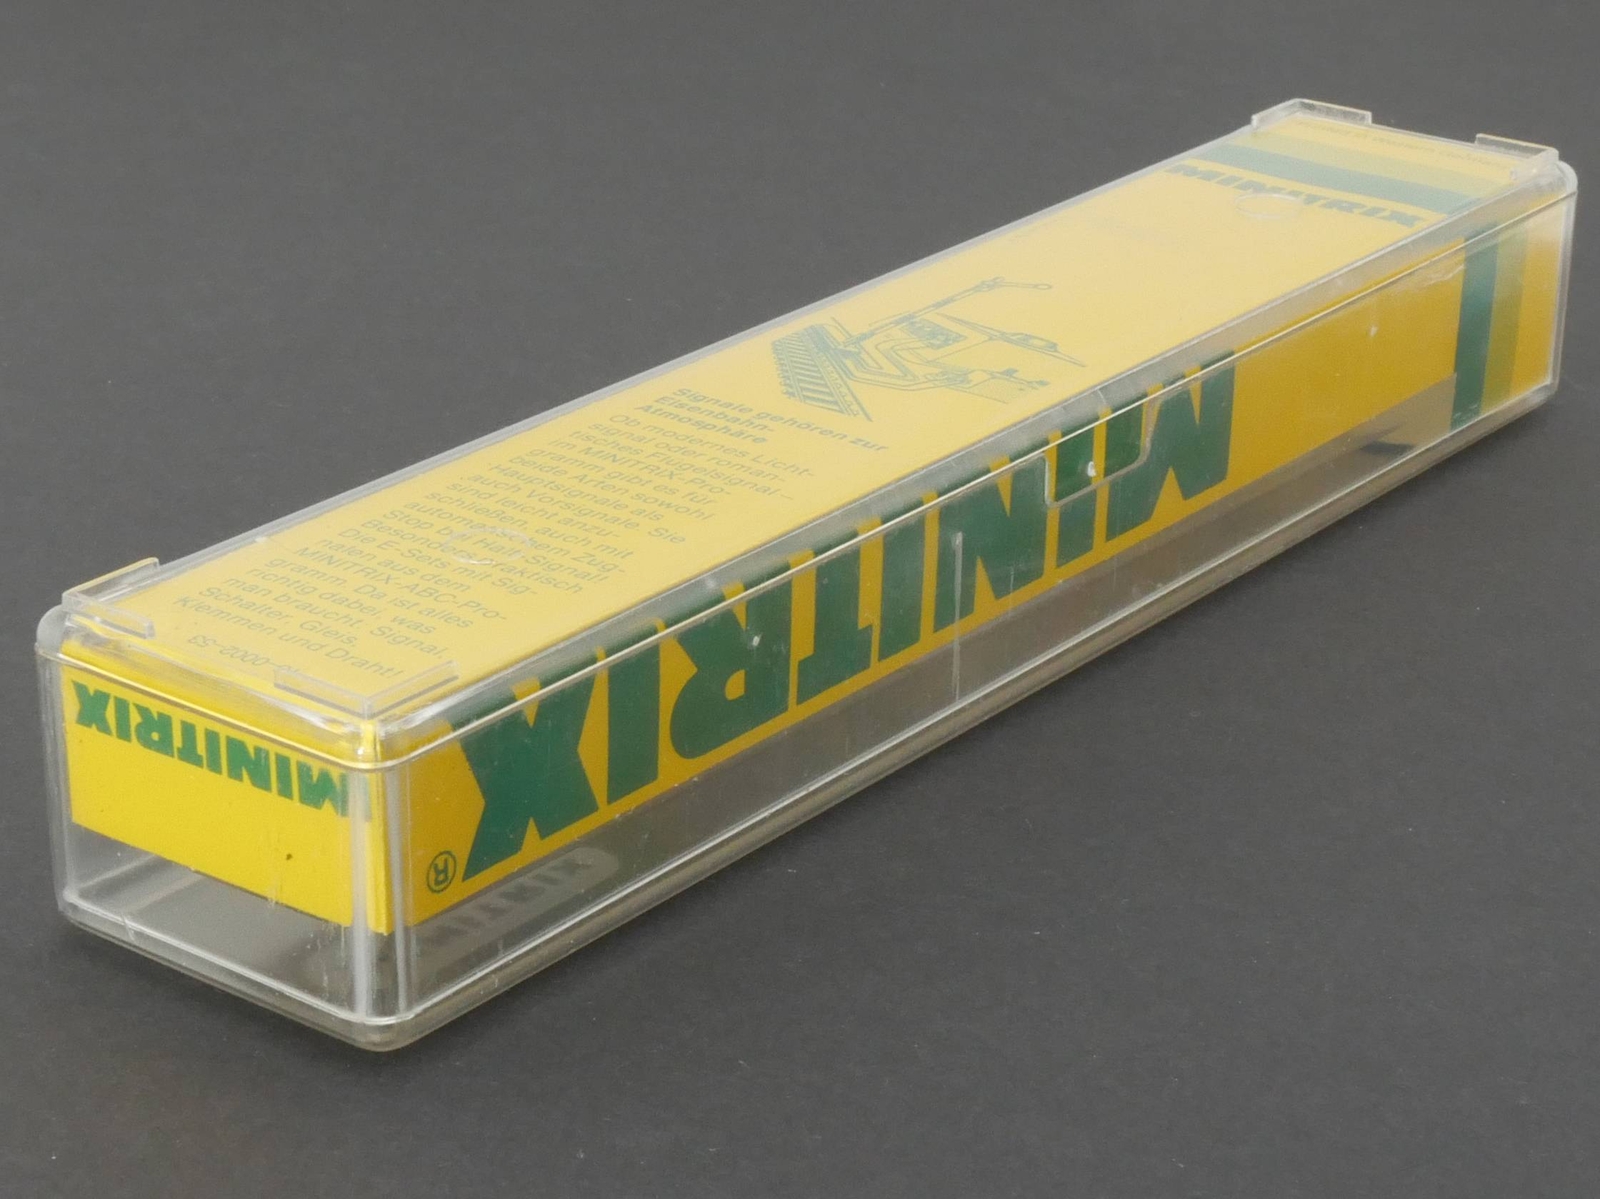 MINITRIX
Signale gehören zur
Eisenbahn-
Atmosphäre
Ob modernes Licht-
signal oder roman-
tisches Flügelsignal –
im MINITRIX-Pro-
gramm gibt es für
beide Arten sowohl
Hauptsignale als
auch Vorsignale. Sie
sind leicht anzu-
schließen, auch mit
automatischem Zug-
Stop bei Halt-Signal!
Besonders praktisch
Die E-Sets mit Sig-
nalen aus dem
MINITRIX-ABC-Pro-
gramm. Da ist alles
richtig dabei, was
man braucht. Signal,
Schalter, Gleis,
Klemmen und Draht!
-0002-53
MINITRIX
MINITRIX®
MINITRIX